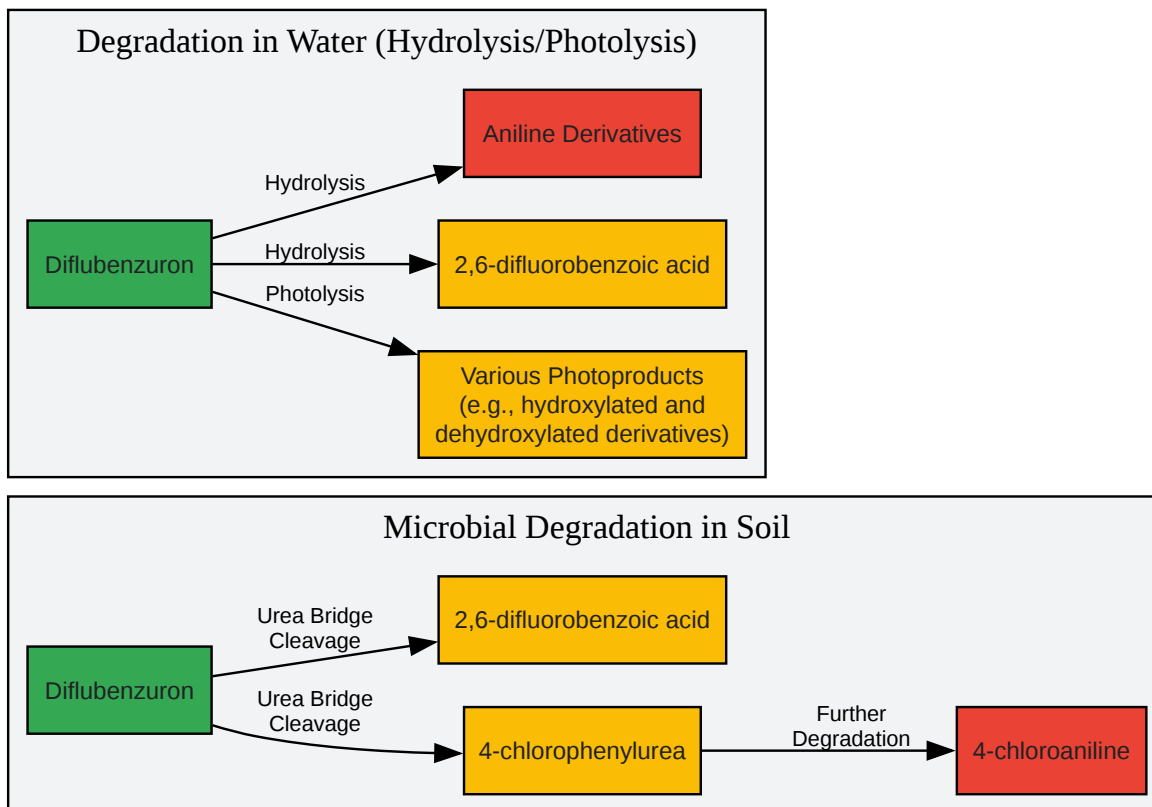 Degradation in Water (Hydrolysis/Photolysis)
Aniline Derivatives
Hydrolysis
Diflubenzuron
Hydrolysis
2,6-difluorobenzoic acid
Photolysis
Various Photoproducts
(e.g., hydroxylated and
dehydroxylated derivatives)
Microbial Degradation in Soil
Urea Bridge
Cleavage
2,6-difluorobenzoic acid
Diflubenzuron
Urea Bridge
Cleavage
4-chlorophenylurea
Further
Degradation
4-chloroaniline